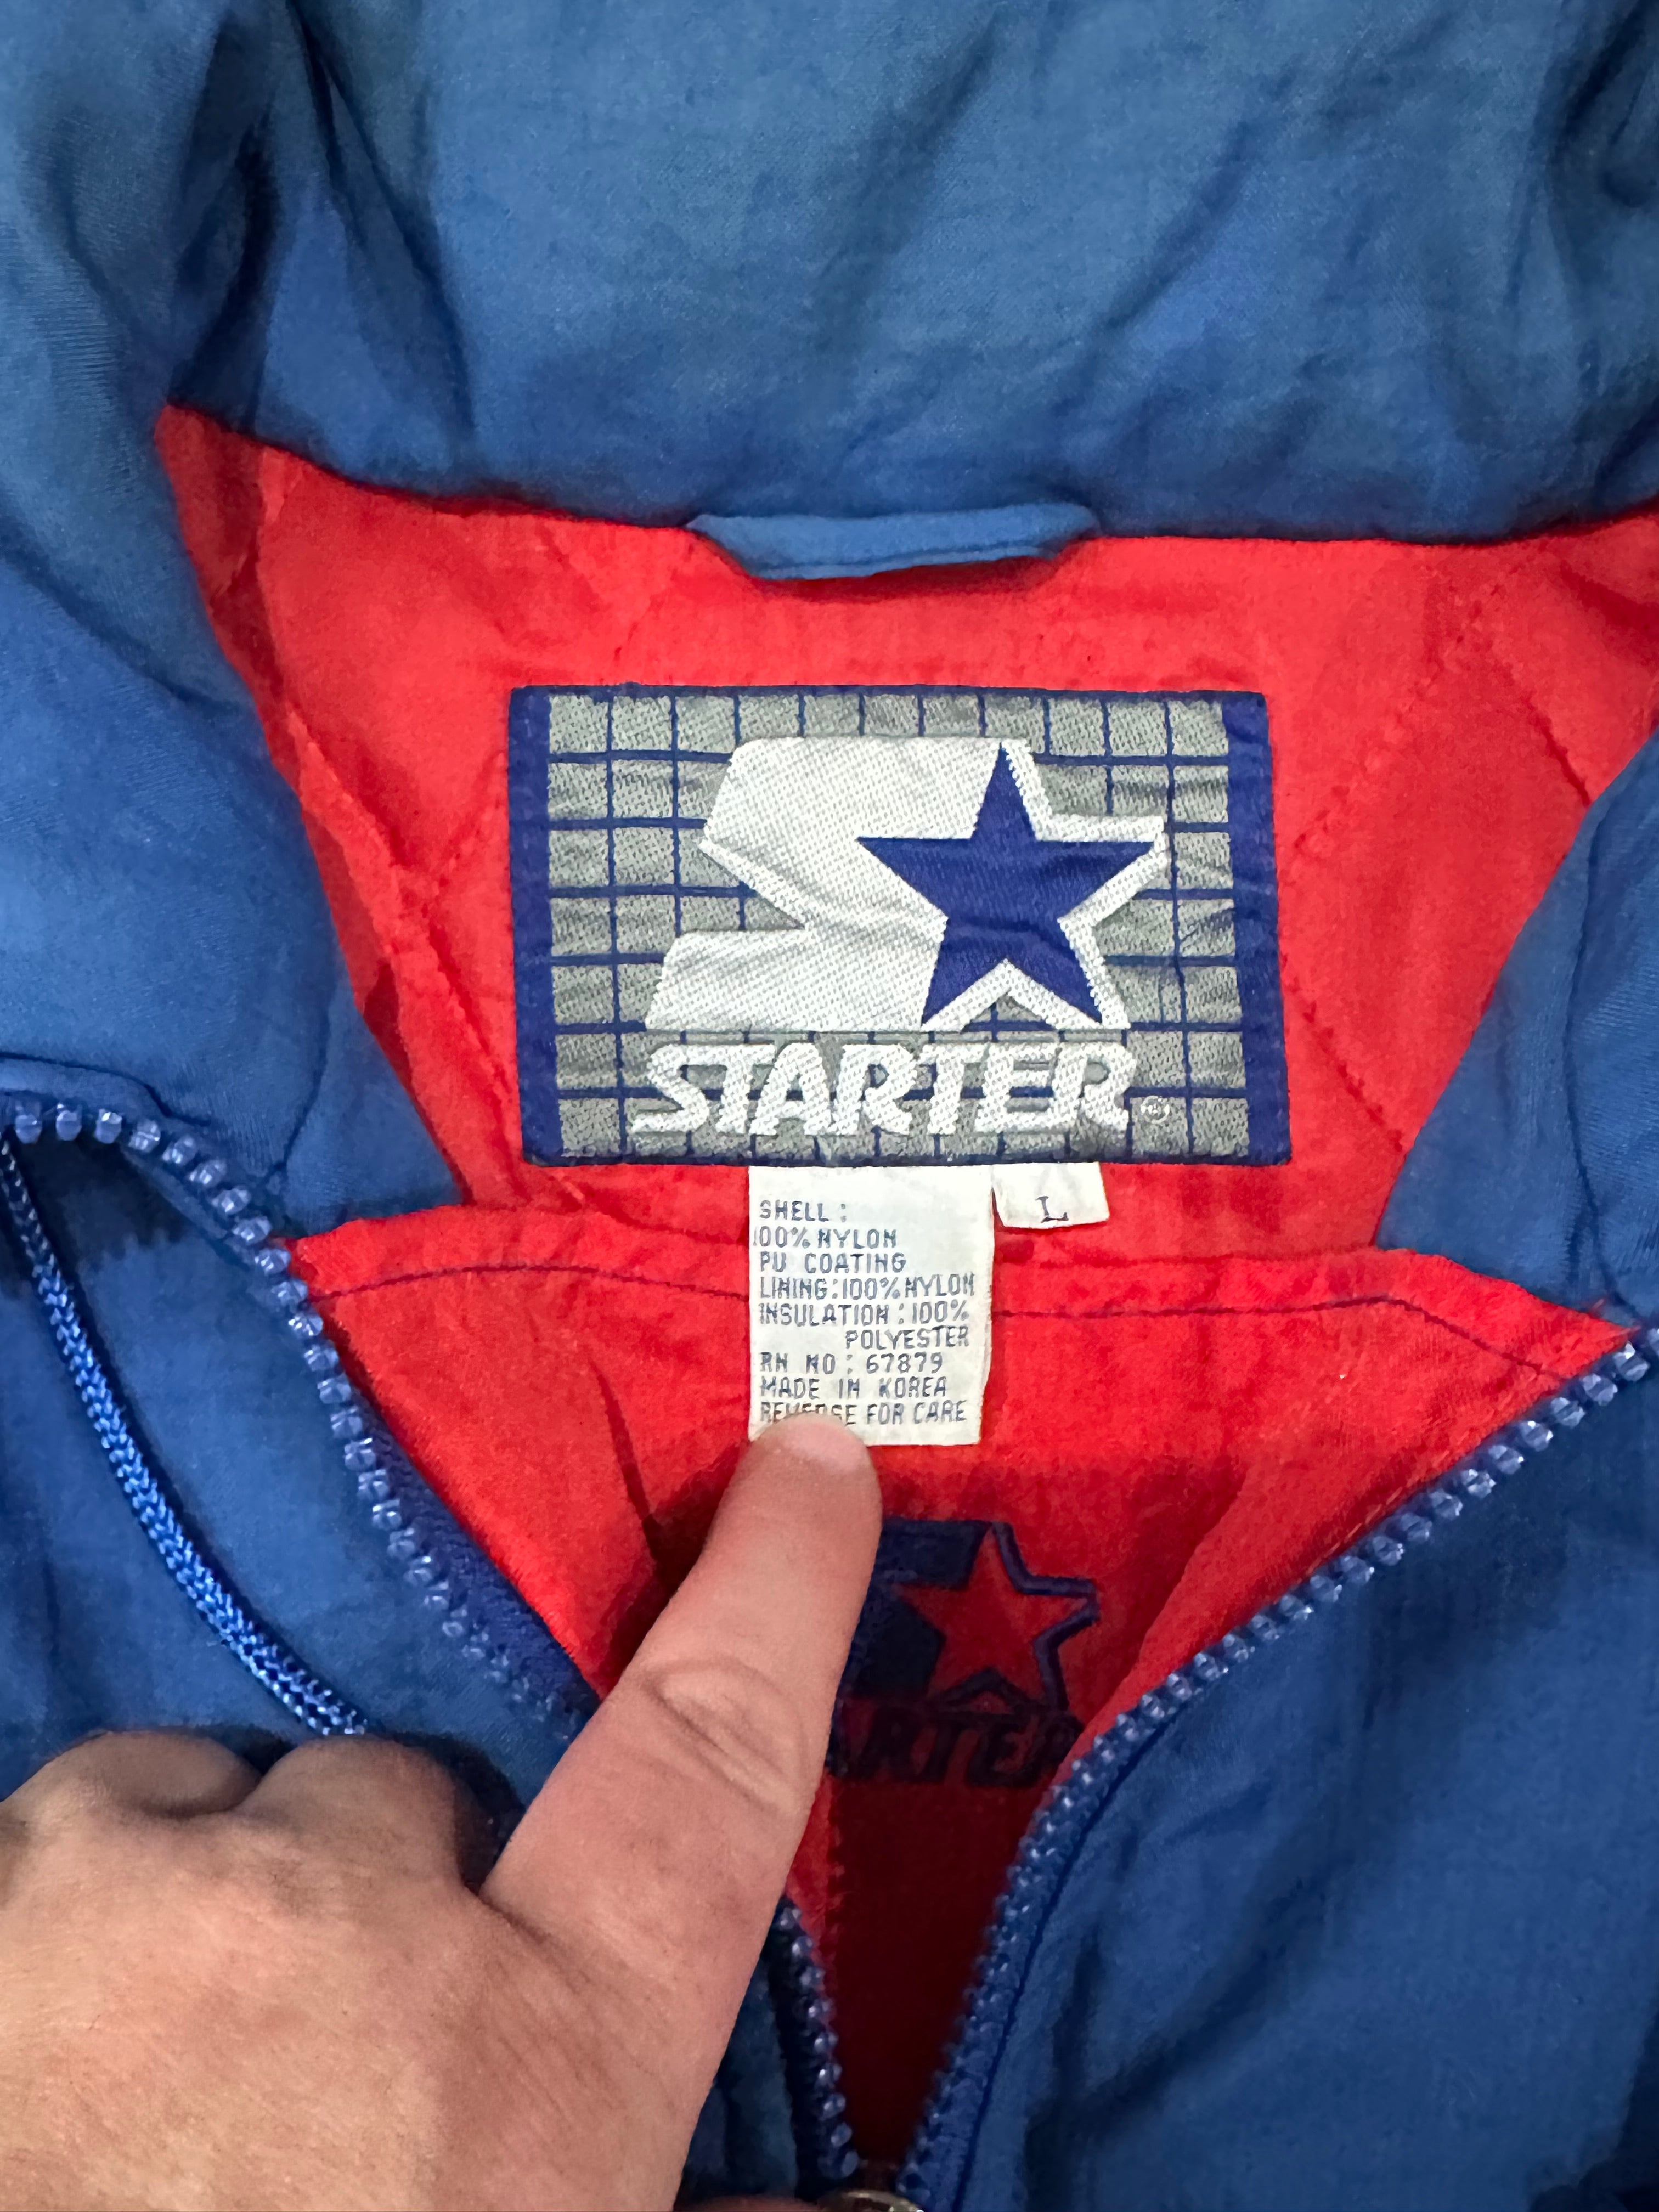 STARTER®
L
SHELL :
100% NYLON
PU COATING
LINING:100% NYLON
INSULATION : 100%
POLYESTER
RN NO : 67879
MADE IN KOREA
REVERSE FOR CARE
ARTER